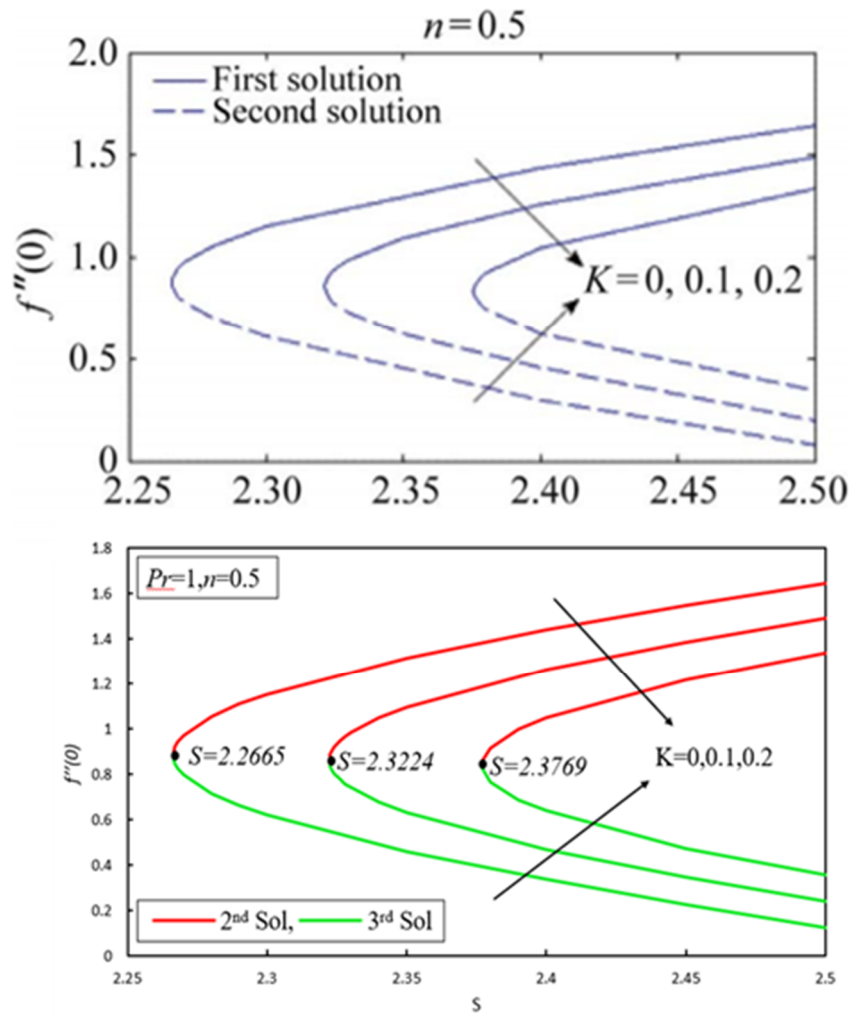 n=0.5
2.0
First solution
Second solution
1.5
1.0
K=0, 0.1, 0.2
0.5
0
f″(0)
2.25 2.30 2.35 2.40 2.45 2.50
1.8
Pr=1,n=0.5
1.6
1.4
1.2
1
S=2.2665
S=2.3224
S=2.3769
K=0,0.1,0.2
0.8
0.6
0.4
0.2
2nd Sol, 3rd Sol
0
f″(0)
2.25 2.3 2.35 2.4 2.45 2.5
S